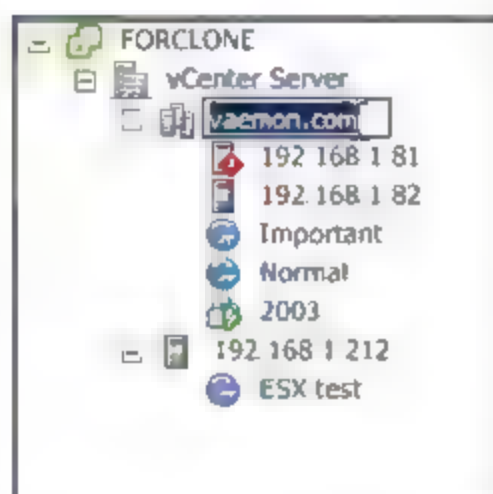 FORCLONE
vCenter Server
vaemon.com
192 168 1 81
192 168 1 82
Important
Normal
2003
192 168 1 212
ESX test